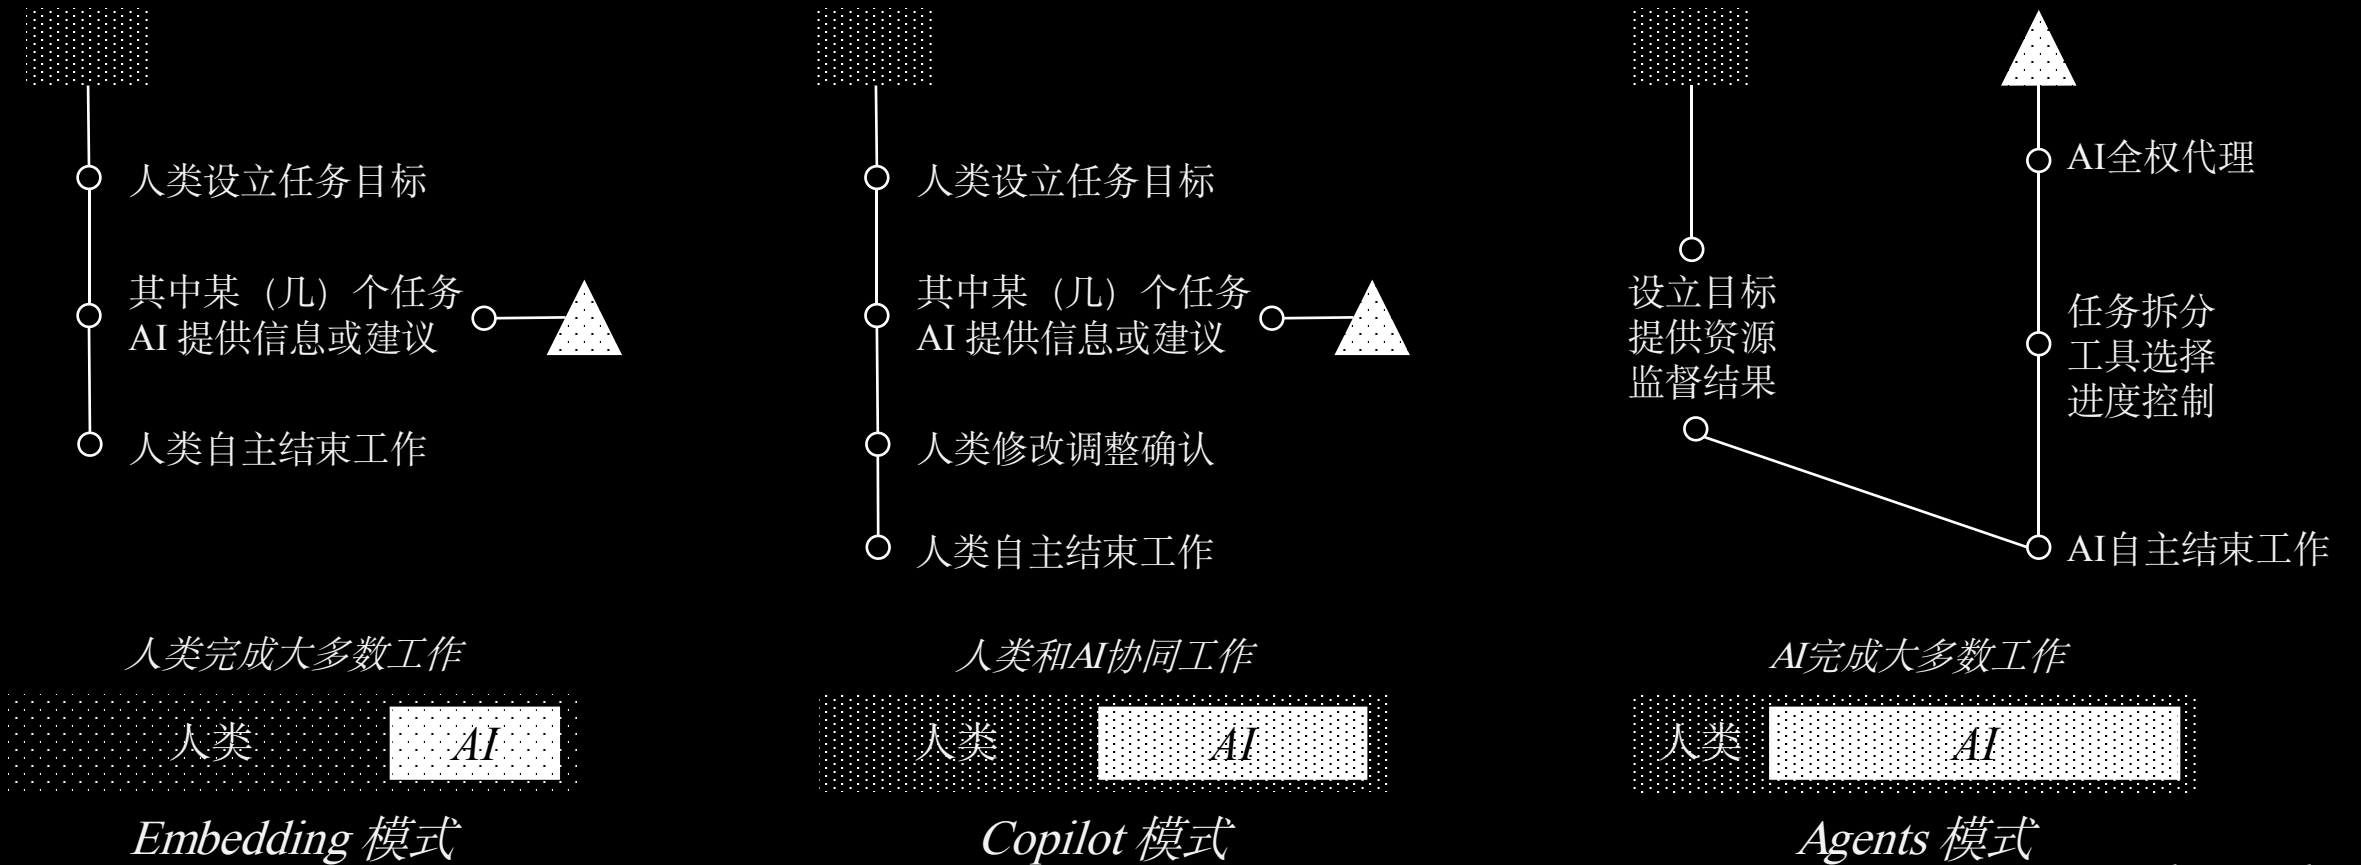 人类设立任务目标
其中某（几）个任务
AI 提供信息或建议
人类自主结束工作
人类完成大多数工作
人类
AI
Embedding 模式
人类设立任务目标
其中某（几）个任务
AI 提供信息或建议
人类修改调整确认
人类自主结束工作
人类和AI协同工作
人类
AI
Copilot 模式
设立目标
提供资源
监督结果
AI全权代理
任务拆分
工具选择
进度控制
AI自主结束工作
AI完成大多数工作
人类
AI
Agents 模式